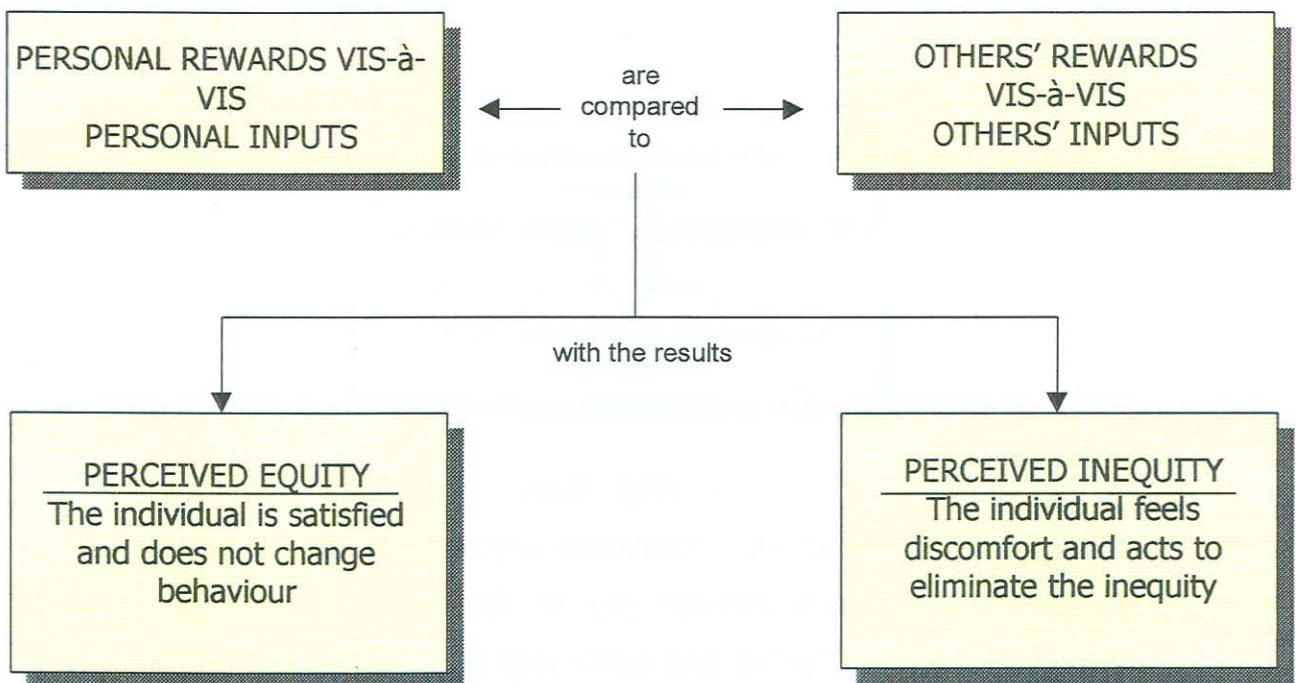 PERSONAL REWARDS VIS-à-
VIS
PERSONAL INPUTS
are
compared
to
OTHERS' REWARDS
VIS-à-VIS
OTHERS' INPUTS
with the results
PERCEIVED EQUITY
The individual is satisfied
and does not change
behaviour
PERCEIVED INEQUITY
The individual feels
discomfort and acts to
eliminate the inequity